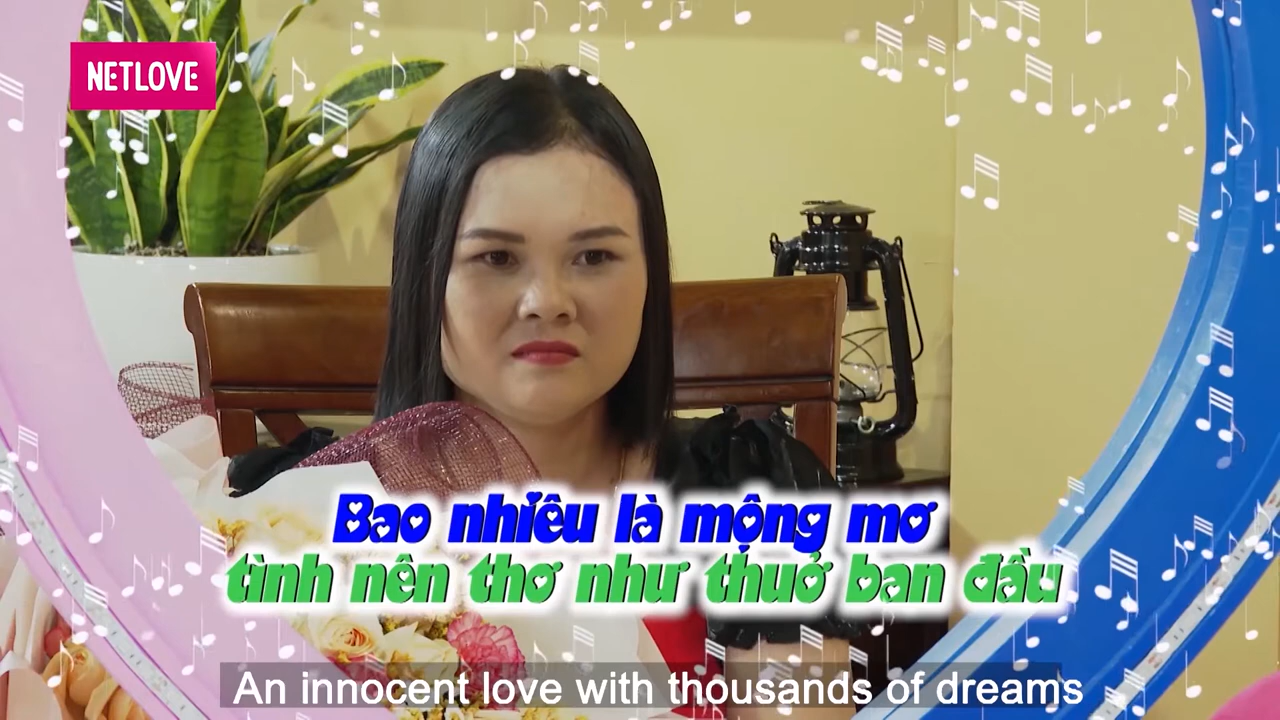 NETLOVE
Bao nhiêu là mộng mơ
tình nên thơ như thuở ban đầu
An innocent love with thousands of dreams